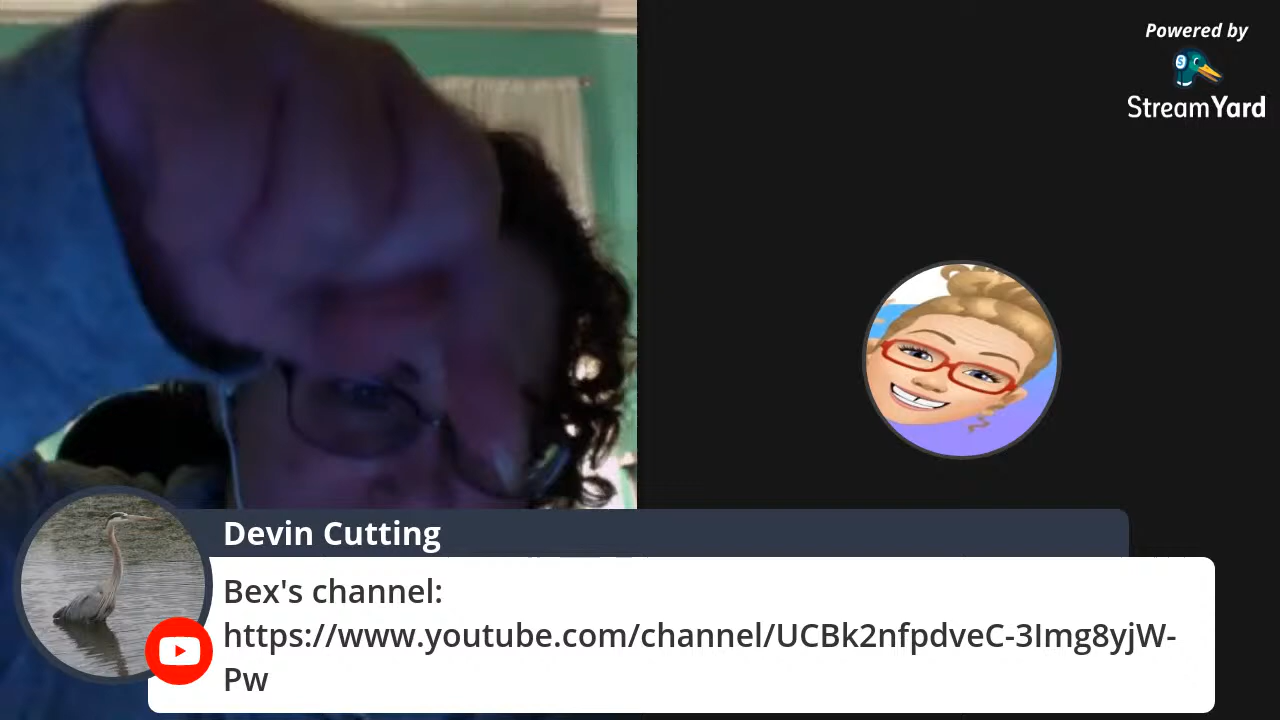 Powered by
StreamYard
Devin Cutting
Bex's channel:
https://www.youtube.com/channel/UCBk2nfpdveC-3Img8yjW-
Pw